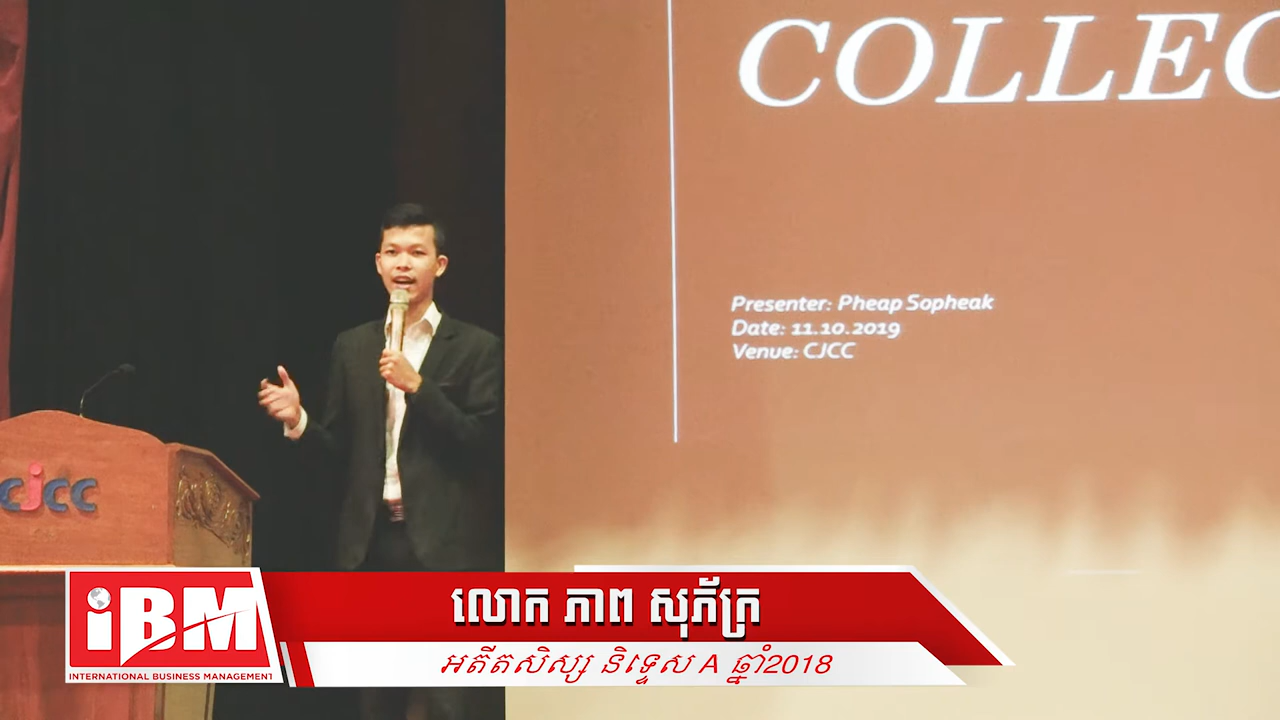 COLLEC
Presenter: Pheap Sopheak
Date: 11.10.2019
Venue: CJCC
cjcc
iBM
INTERNATIONAL BUSINESS MANAGEMENT
លោក ភាព សុភ័ក្រ
អតីតសិស្ស និទ្ទេស A ឆ្នាំ2018